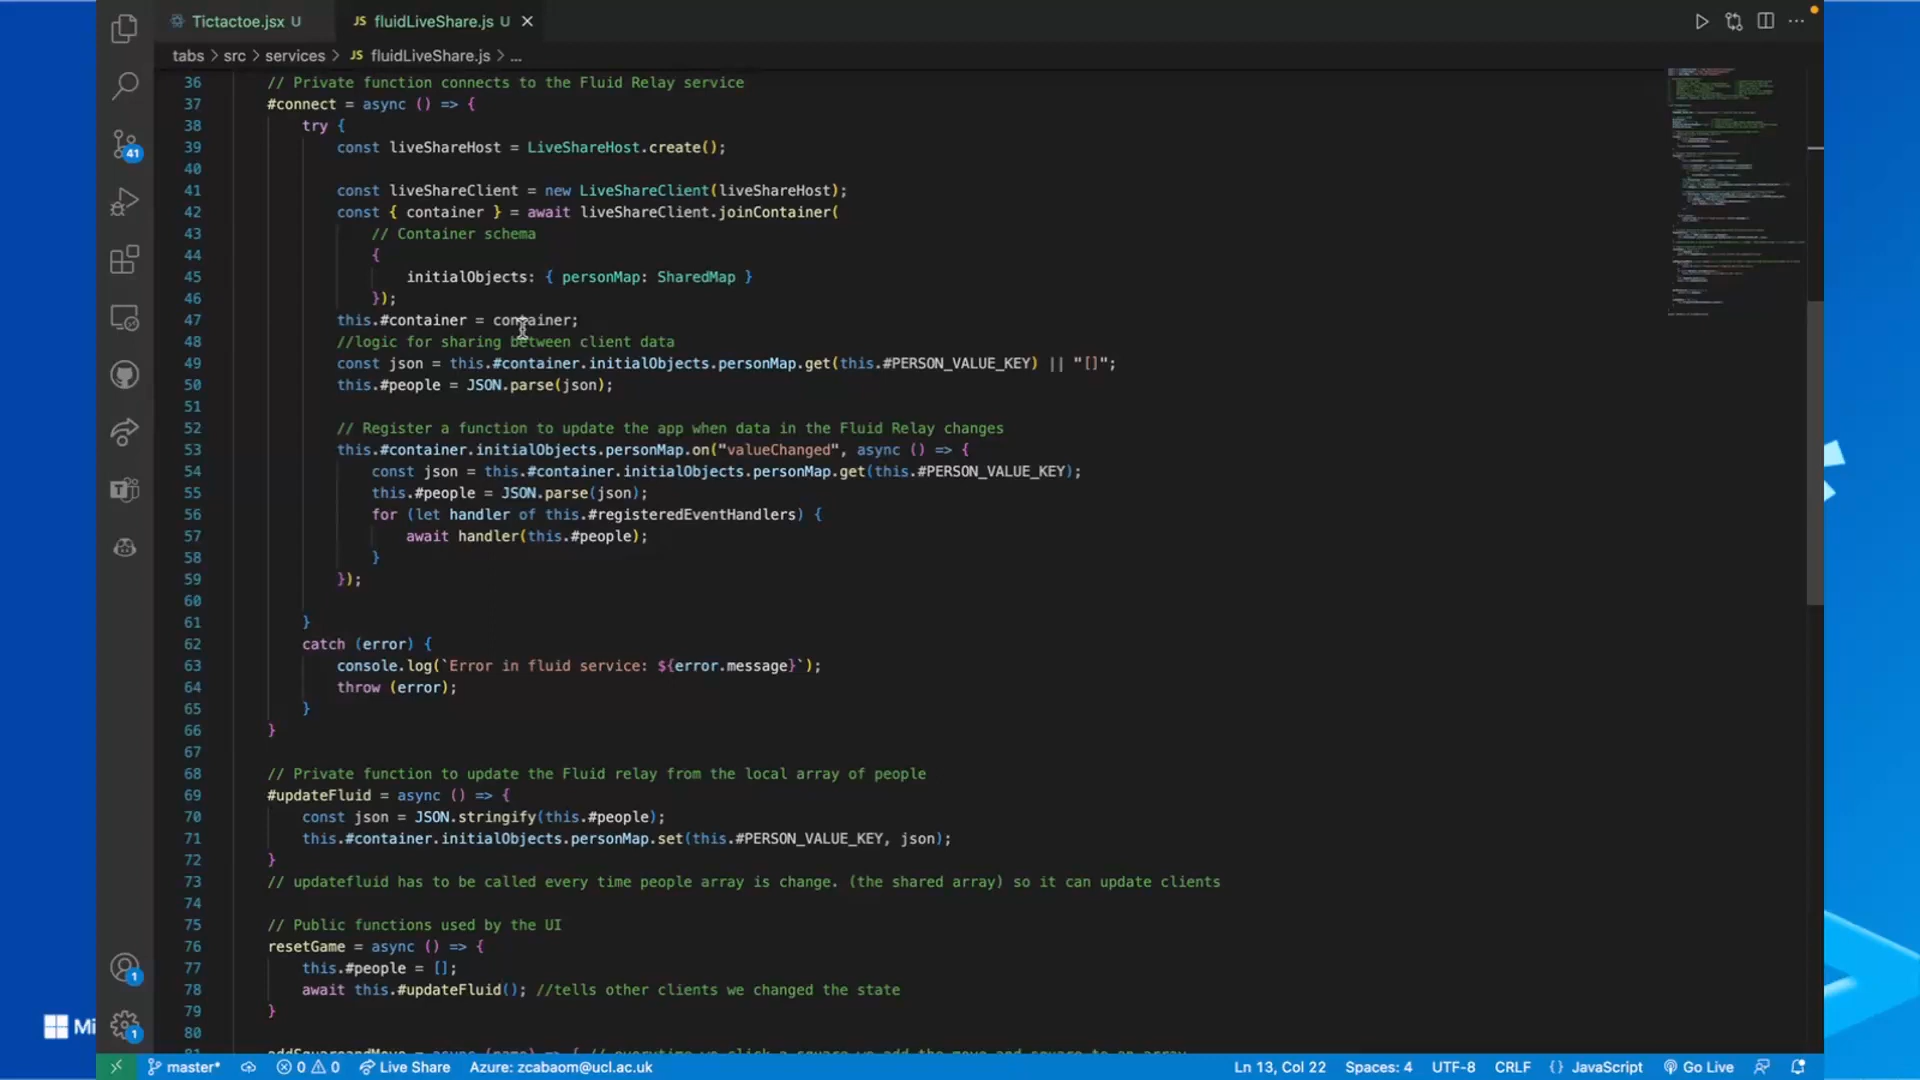 Tictactoe.jsx U
JS fluidLiveShare.js U
tabs > src > services > JS fluidLiveShare.js > ...
36 // Private function connects to the Fluid Relay service
37 #connect = async () => {
38 try {
39 const liveShareHost = LiveShareHost.create();
40
41 const liveShareClient = new LiveShareClient(liveShareHost);
42 const { container } = await liveShareClient.joinContainer(
43 // Container schema
44 {
45 initialObjects: { personMap: SharedMap }
46 });
47 this.#container = container;
48 //logic for sharing between client data
49 const json = this.#container.initialObjects.personMap.get(this.#PERSON_VALUE_KEY) || "[]";
50 this.#people = JSON.parse(json);
51
52 // Register a function to update the app when data in the Fluid Relay changes
53 this.#container.initialObjects.personMap.on("valueChanged", async () => {
54 const json = this.#container.initialObjects.personMap.get(this.#PERSON_VALUE_KEY);
55 this.#people = JSON.parse(json);
56 for (let handler of this.#registeredEventHandlers) {
57 await handler(this.#people);
58 }
59 });
60
61 }
62 catch (error) {
63 console.log(`Error in fluid service: ${error.message}`);
64 throw (error);
65 }
66 }
67
68 // Private function to update the Fluid relay from the local array of people
69 #updateFluid = async () => {
70 const json = JSON.stringify(this.#people);
71 this.#container.initialObjects.personMap.set(this.#PERSON_VALUE_KEY, json);
72 }
73 // updatefluid has to be called every time people array is change. (the shared array) so it can update clients
74
75 // Public functions used by the UI
76 resetGame = async () => {
77 this.#people = [];
78 await this.#updateFluid(); //tells other clients we changed the state
79 }
80
41
1
1
Mi
master* 0 0 Live Share Azure: zcabaom@ucl.ac.uk Ln 13, Col 22 Spaces: 4 UTF-8 CRLF {} JavaScript Go Live